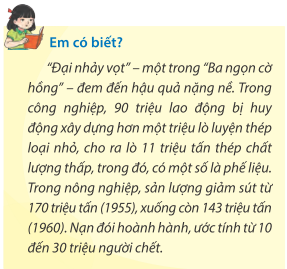 Em có biết?
“Đại nhảy vọt” – một trong “Ba ngọn cờ
hồng” – đem đến hậu quả nặng nề. Trong
công nghiệp, 90 triệu lao động bị huy
động xây dựng hơn một triệu lò luyện thép
loại nhỏ, cho ra lò 11 triệu tấn thép chất
lượng thấp, trong đó, có một số là phế liệu.
Trong nông nghiệp, sản lượng giảm sút từ
170 triệu tấn (1955), xuống còn 143 triệu tấn
(1960). Nạn đói hoành hành, ước tính từ 10
đến 30 triệu người chết.